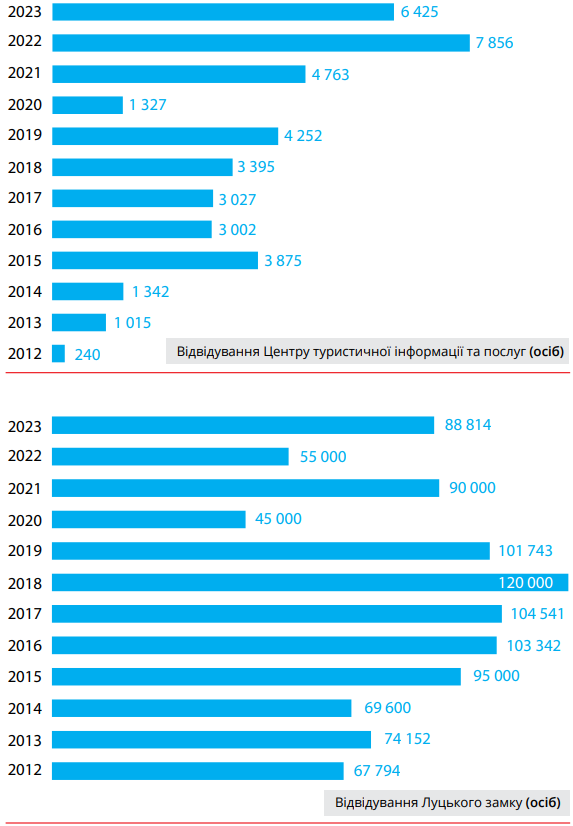 2023 6 425
2022 7 856
2021 4 763
2020 1 327
2019 4 252
2018 3 395
2017 3 027
2016 3 002
2015 3 875
2014 1 342
2013 1 015
2012 240
Відвідування Центру туристичної інформації та послуг (осіб)
2023 88 814
2022 55 000
2021 90 000
2020 45 000
2019 101 743
2018 120 000
2017 104 541
2016 103 342
2015 95 000
2014 69 600
2013 74 152
2012 67 794
Відвідування Луцького замку (осіб)